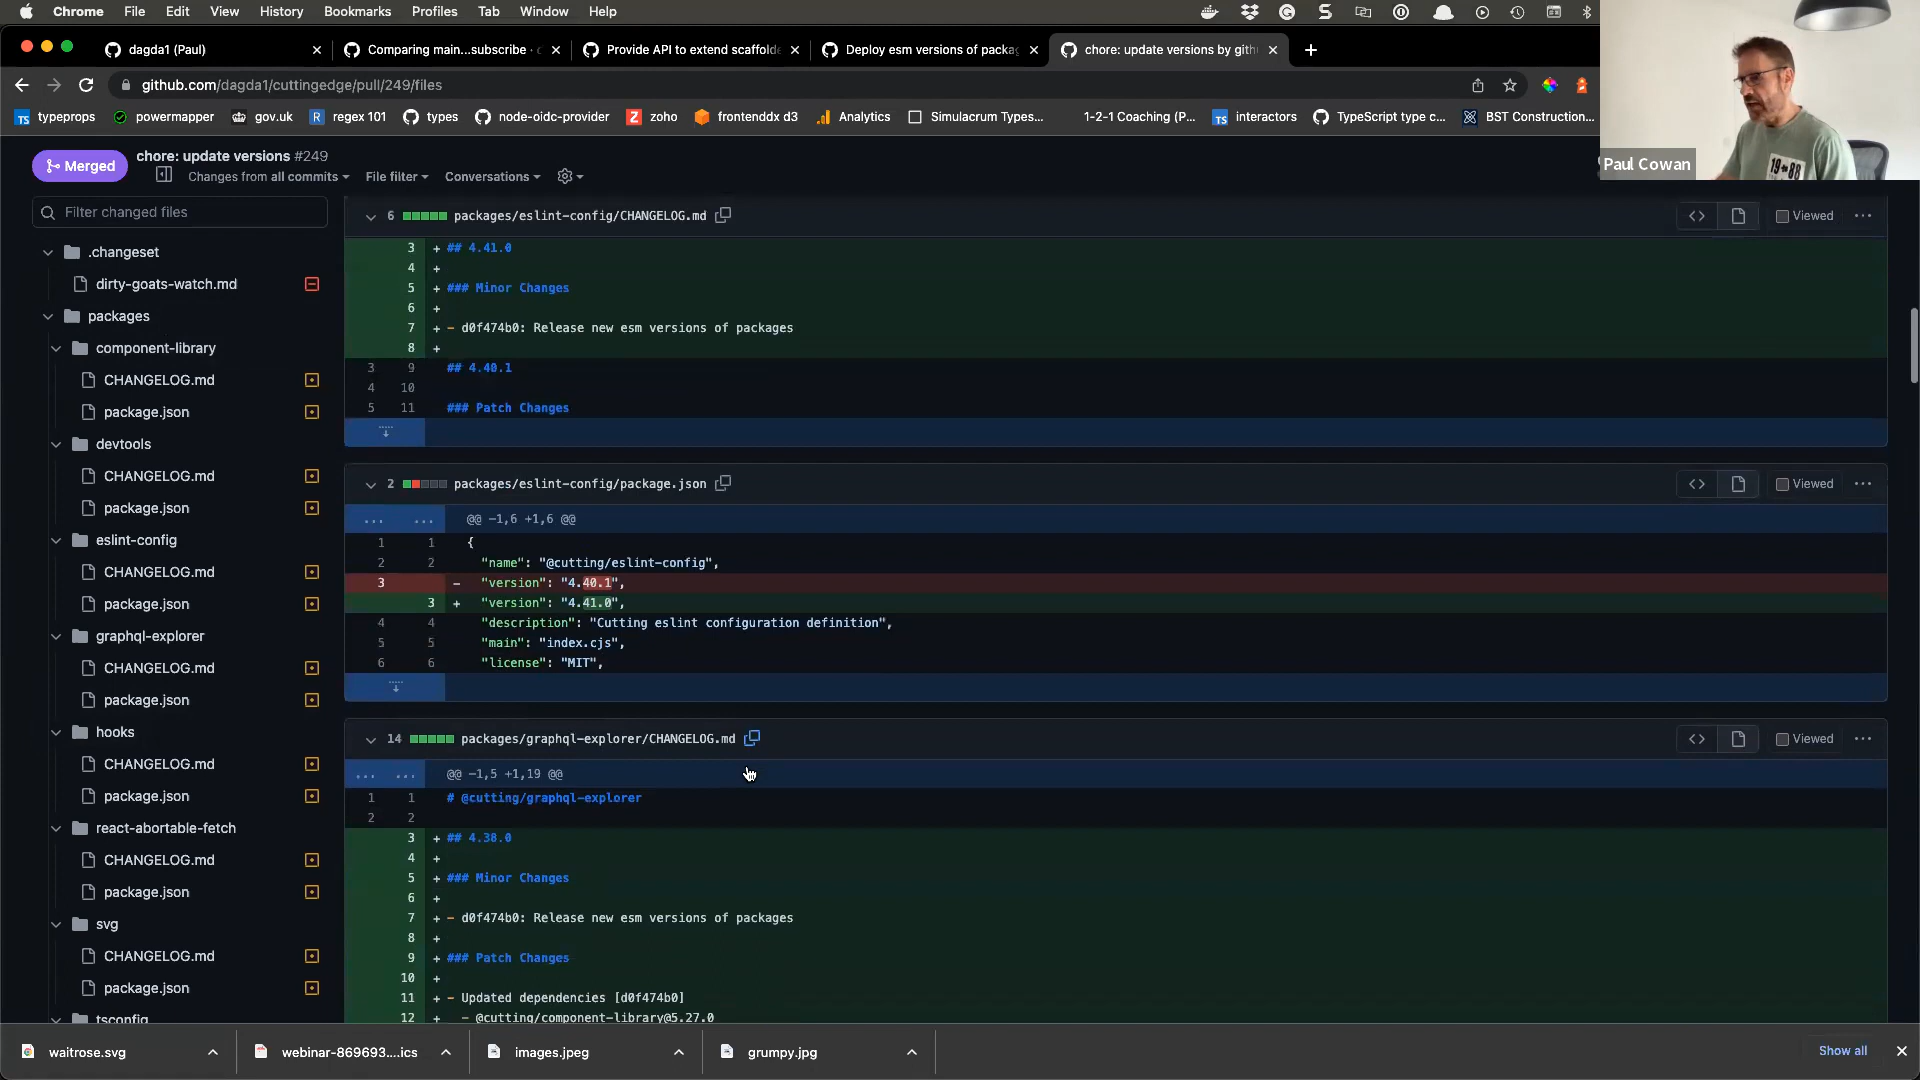 Chrome File Edit View History Bookmarks Profiles Tab Window Help
dagda1 (Paul)
Comparing main...subscribe ·
Provide API to extend scaffold
Deploy esm versions of packag
chore: update versions by gith
github.com/dagda1/cuttingedge/pull/249/files
typeprops
powermapper
gov.uk
regex 101
types
node-oidc-provider
zoho
frontenddx d3
Analytics
Simulacrum Types...
1-2-1 Coaching (P...
interactors
TypeScript type c...
BST Construction...
Paul Cowan
Merged
chore: update versions #249
Changes from all commits
File filter
Conversations
Filter changed files
.changeset
dirty-goats-watch.md
packages
component-library
CHANGELOG.md
package.json
devtools
CHANGELOG.md
package.json
eslint-config
CHANGELOG.md
package.json
graphql-explorer
CHANGELOG.md
package.json
hooks
CHANGELOG.md
package.json
react-abortable-fetch
CHANGELOG.md
package.json
svg
CHANGELOG.md
package.json
tsconfig
6 packages/eslint-config/CHANGELOG.md Viewed
3 + ## 4.41.0
4 +
5 + ### Minor Changes
6 +
7 + - d0f474b0: Release new esm versions of packages
8 +
3 9 ## 4.40.1
4 10
5 11 ### Patch Changes
2 packages/eslint-config/package.json Viewed
... ... @@ -1,6 +1,6 @@
1 1 {
2 2 "name": "@cutting/eslint-config",
3 - "version": "4.40.1",
3 + "version": "4.41.0",
4 4 "description": "Cutting eslint configuration definition",
5 5 "main": "index.cjs",
6 6 "license": "MIT",
14 packages/graphql-explorer/CHANGELOG.md Viewed
... ... @@ -1,5 +1,19 @@
1 1 # @cutting/graphql-explorer
2 2
3 + ## 4.38.0
4 +
5 + ### Minor Changes
6 +
7 + - d0f474b0: Release new esm versions of packages
8 +
9 + ### Patch Changes
10 +
11 + - Updated dependencies [d0f474b0]
12 + - @cutting/component-library@5.27.0
waitrose.svg
webinar-869693....ics
images.jpeg
grumpy.jpg
Show all